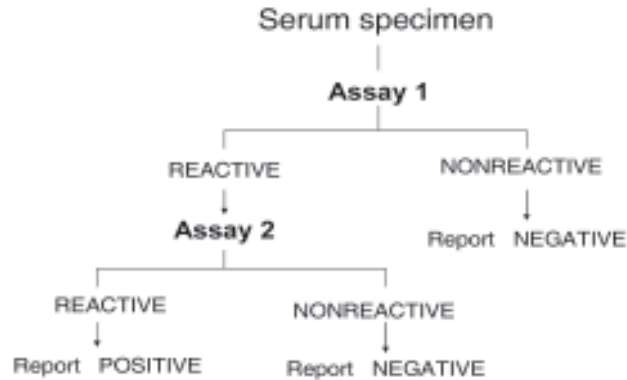 Serum specimen
Assay 1
REACTIVE
NONREACTIVE
Assay 2
Report NEGATIVE
REACTIVE
NONREACTIVE
Report POSITIVE
Report NEGATIVE